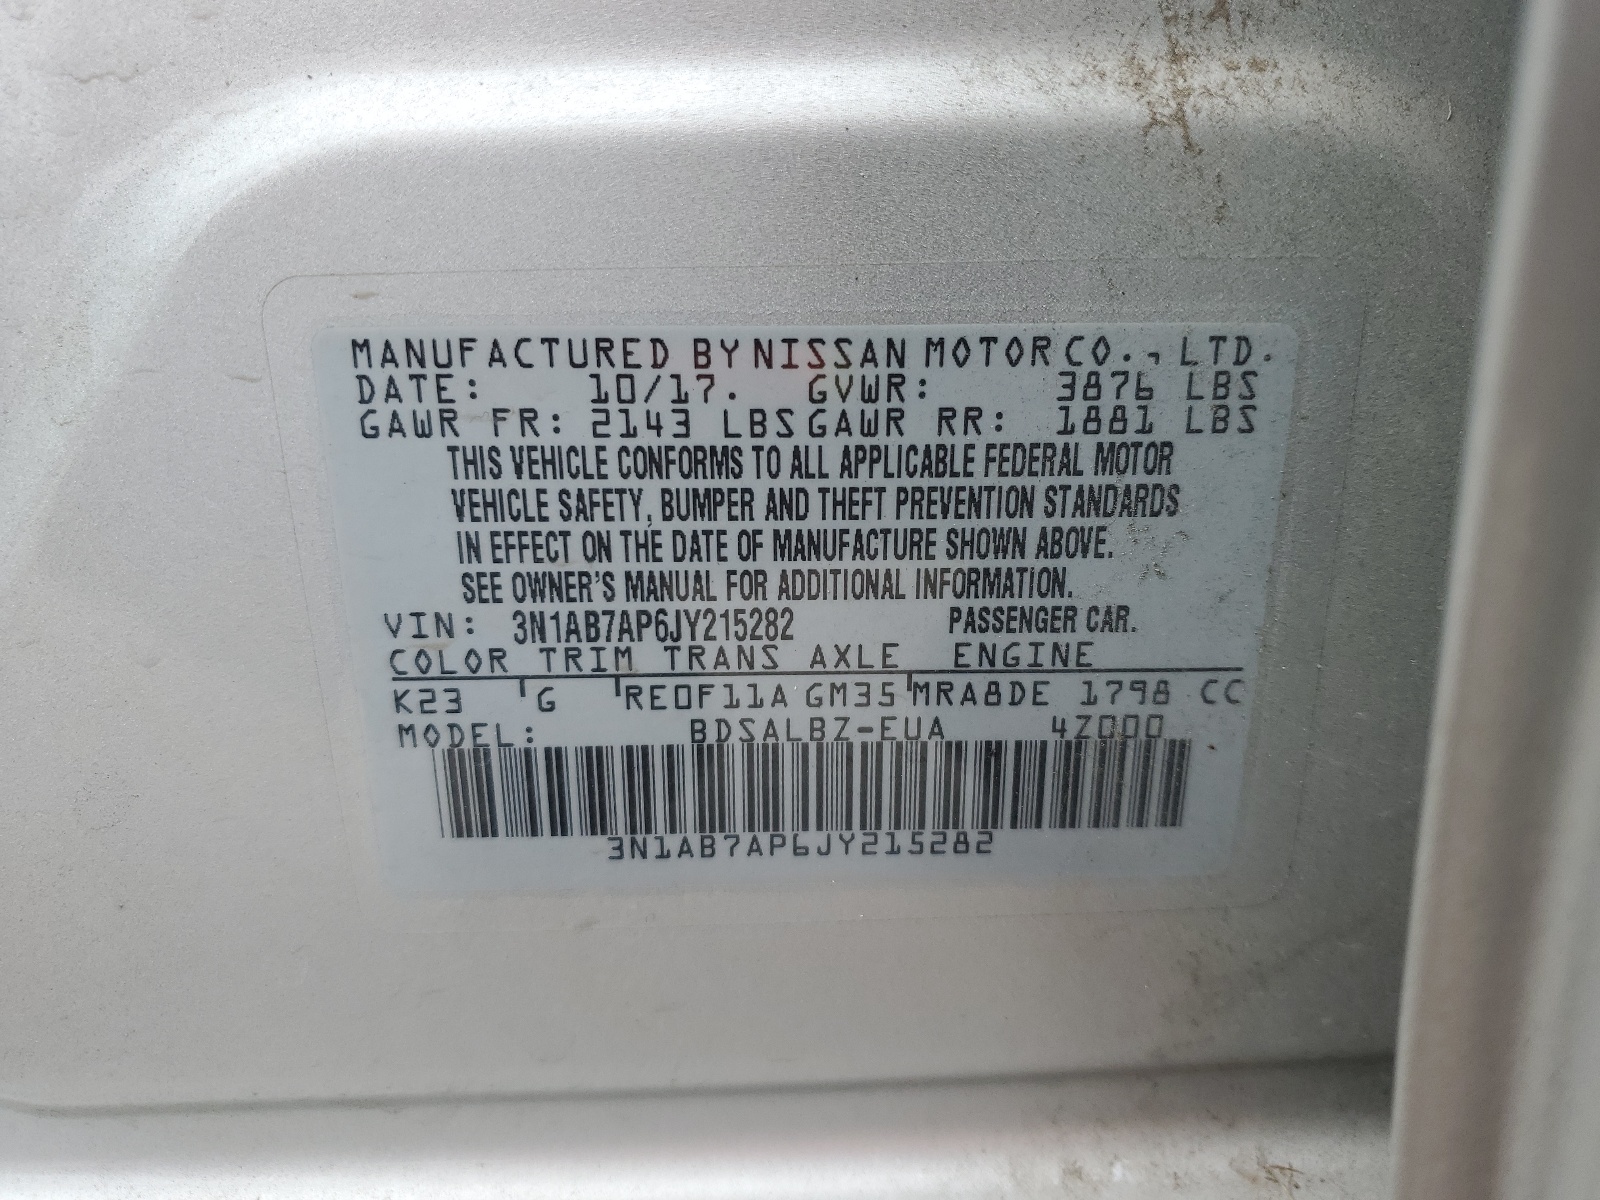 MANUFACTURED BY NISSAN MOTOR CO., LTD.
DATE: 10/17. GVWR: 3876 LBS
GAWR FR: 2143 LBS GAWR RR: 1881 LBS
THIS VEHICLE CONFORMS TO ALL APPLICABLE FEDERAL MOTOR
VEHICLE SAFETY, BUMPER AND THEFT PREVENTION STANDARDS
IN EFFECT ON THE DATE OF MANUFACTURE SHOWN ABOVE.
SEE OWNER'S MANUAL FOR ADDITIONAL INFORMATION.
VIN: 3N1AB7AP6JY215282 PASSENGER CAR.
COLOR TRIM TRANS AXLE ENGINE
K23 G RE0F11A GM35 MRA8DE 1798 CC
MODEL: BDSALBZ-EUA 4Z000
3N1AB7AP6JY215282